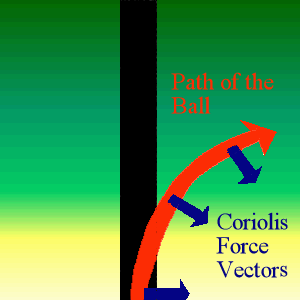 Path of the
Ball
Coriolis
Force
Vectors